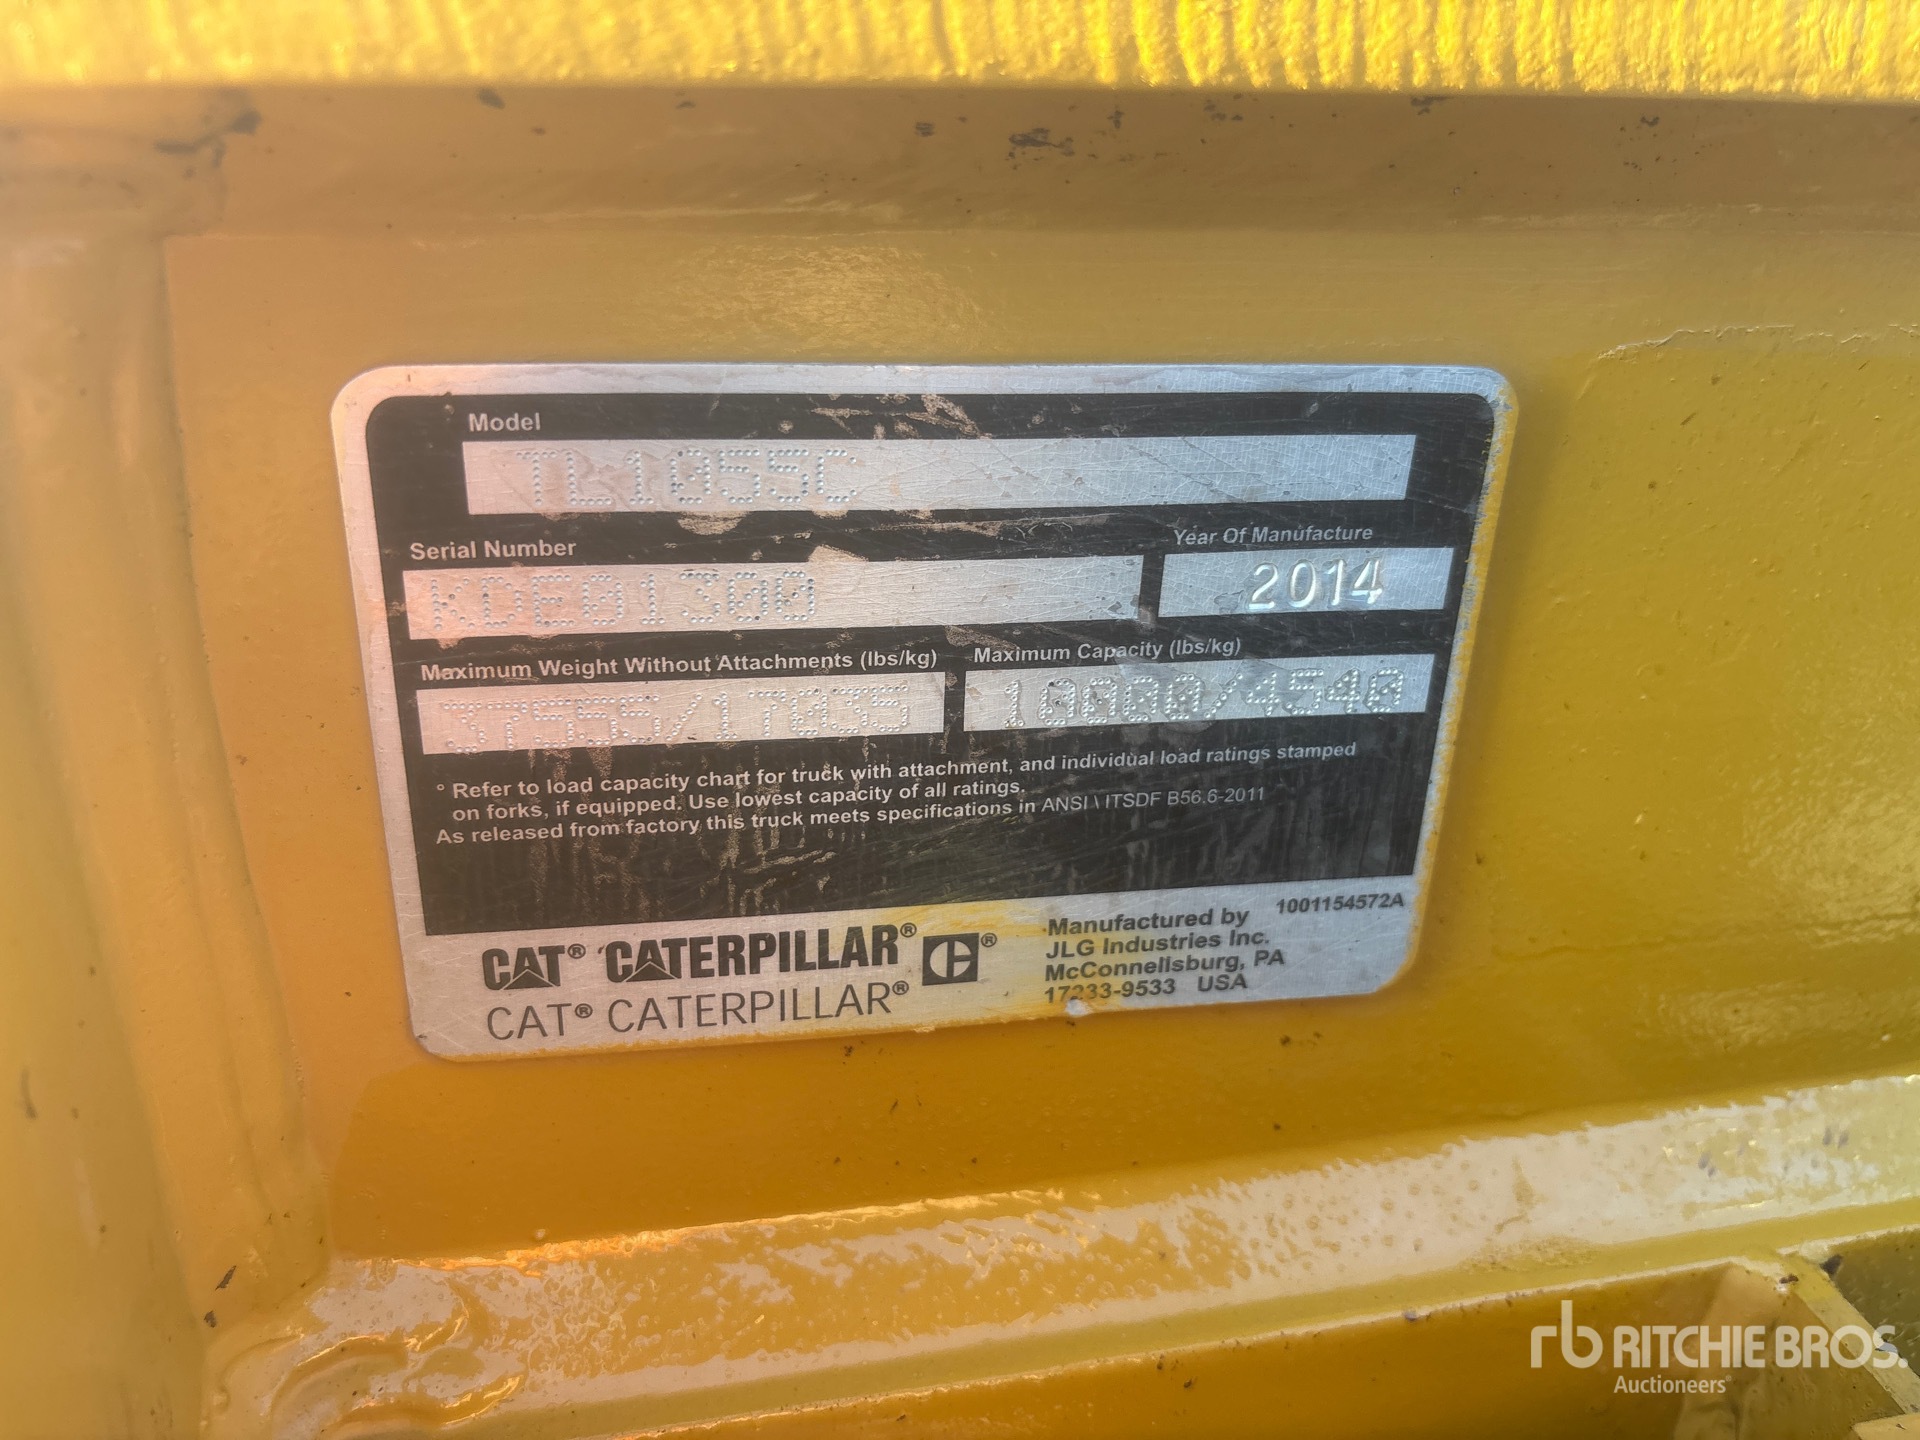 Model
TL1055C
Serial Number
Year Of Manufacture
KDE01300
2014
Maximum Weight Without Attachments (lbs/kg)
Maximum Capacity (lbs/kg)
37555/17035
10000/4540
° Refer to load capacity chart for truck with attachment, and individual load ratings stamped
on forks, if equipped. Use lowest capacity of all ratings.
As released from factory this truck meets specifications in ANSI \ ITSDF B56.6-2011
1001154572A
CAT® CATERPILLAR® C®
CAT® CATERPILLAR®
Manufactured by
JLG Industries Inc.
McConnellsburg, PA
17233-9533 USA
rb RITCHIE BROS.
Auctioneers